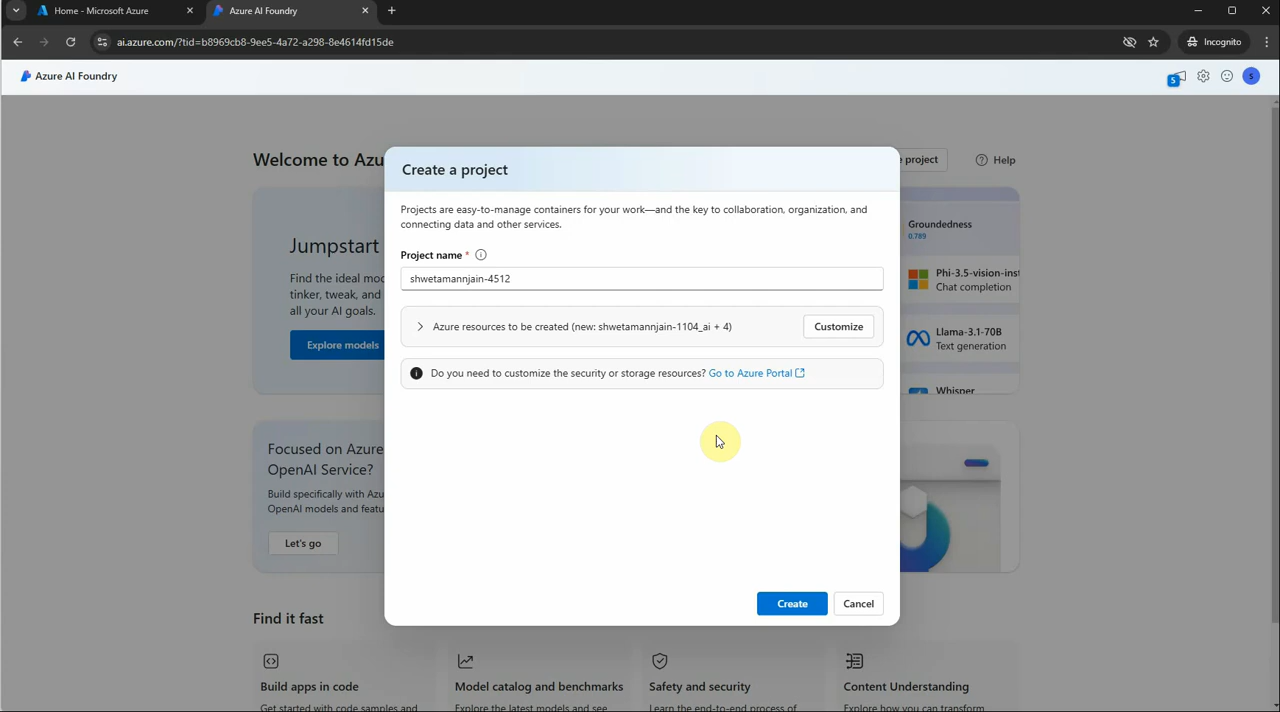 Home - Microsoft Azure
Azure AI Foundry
ai.azure.com/?tid=b8969cb8-9ee5-4a72-a298-8e4614fd15de
Incognito
Azure AI Foundry
5
s
Welcome to Azu
e project
Help
Jumpstart
Find the ideal mod
tinker, tweak, and
all your AI goals.
Explore models
Groundedness
0.789
Phi-3.5-vision-inst
Chat completion
Llama-3.1-70B
Text generation
Whisper
Create a project
Projects are easy-to-manage containers for your work—and the key to collaboration, organization, and
connecting data and other services.
Project name *
shwetamannjain-4512
Azure resources to be created (new: shwetamannjain-1104_ai + 4)
Customize
Do you need to customize the security or storage resources? Go to Azure Portal
Create
Cancel
Focused on Azure
OpenAI Service?
Build specifically with Azu
OpenAI models and featu
Let's go
Find it fast
Build apps in code
Get started with code samples and
Model catalog and benchmarks
Explore the latest models and see
Safety and security
Learn the end-to-end process of
Content Understanding
Explore how you can transform